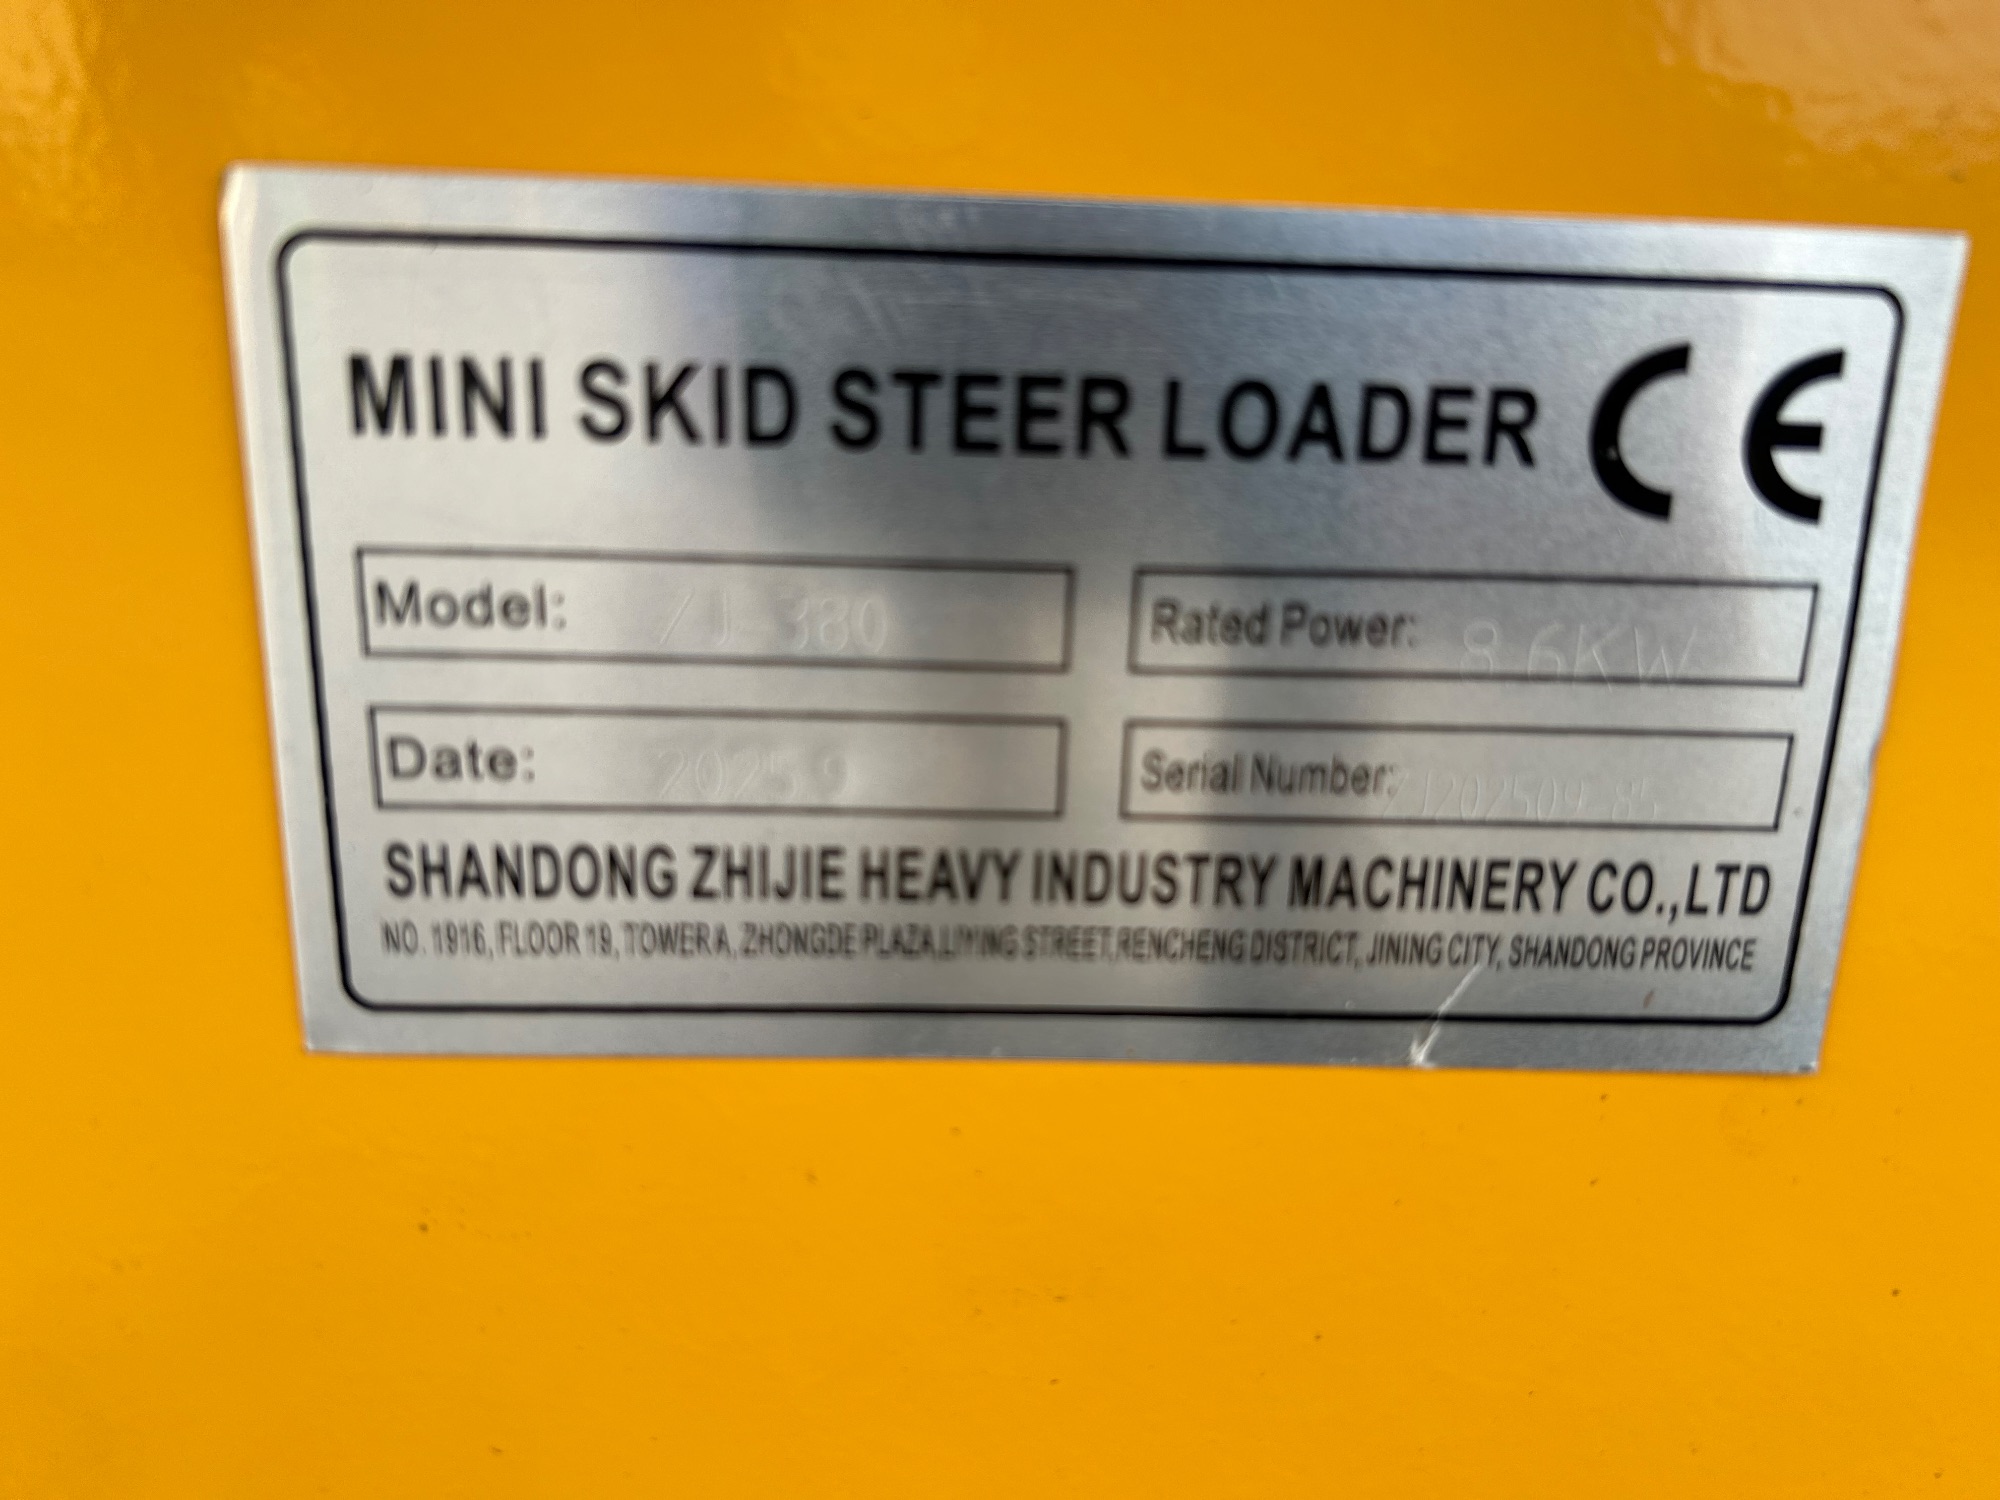 MINI SKID STEER LOADER CE
Model: ZJ-380
Rated Power: 8.6KW
Date: 2025.9
Serial Number: ZJ202509-85
SHANDONG ZHIJIE HEAVY INDUSTRY MACHINERY CO.,LTD
NO. 1916, FLOOR 19, TOWER A, ZHONGDE PLAZA, STREET, RENCHENG DISTRICT, JINING CITY, SHANDONG PROVINCE